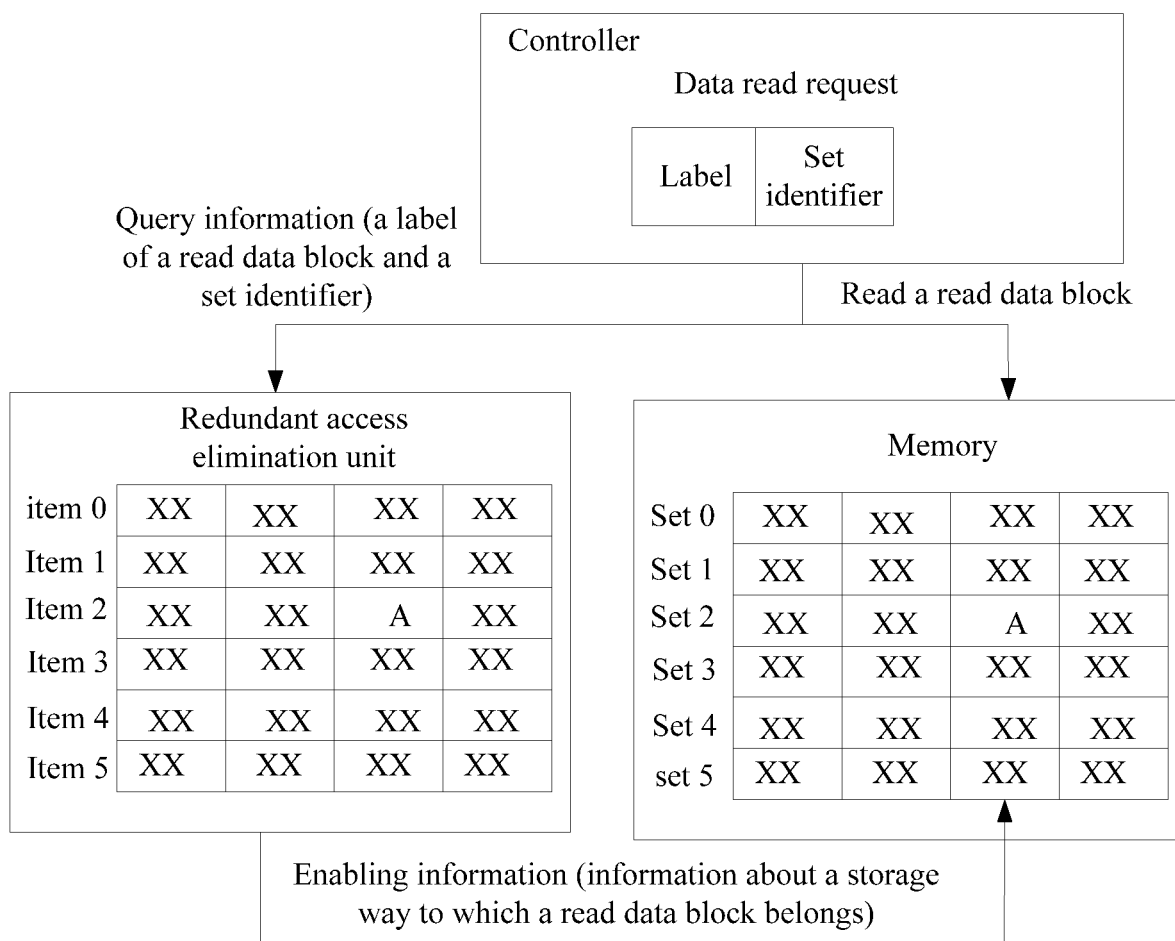 Controller
Data read request
Label
Set
identifier
Query information (a label
of a read data block and a
set identifier)
Read a read data block
Redundant access
elimination unit
item 0 XX XX XX XX
Item 1 XX XX XX XX
Item 2 XX XX A XX
Item 3 XX XX XX XX
Item 4 XX XX XX XX
Item 5 XX XX XX XX
Memory
Set 0 XX XX XX XX
Set 1 XX XX XX XX
Set 2 XX XX A XX
Set 3 XX XX XX XX
Set 4 XX XX XX XX
set 5 XX XX XX XX
Enabling information (information about a storage
way to which a read data block belongs)